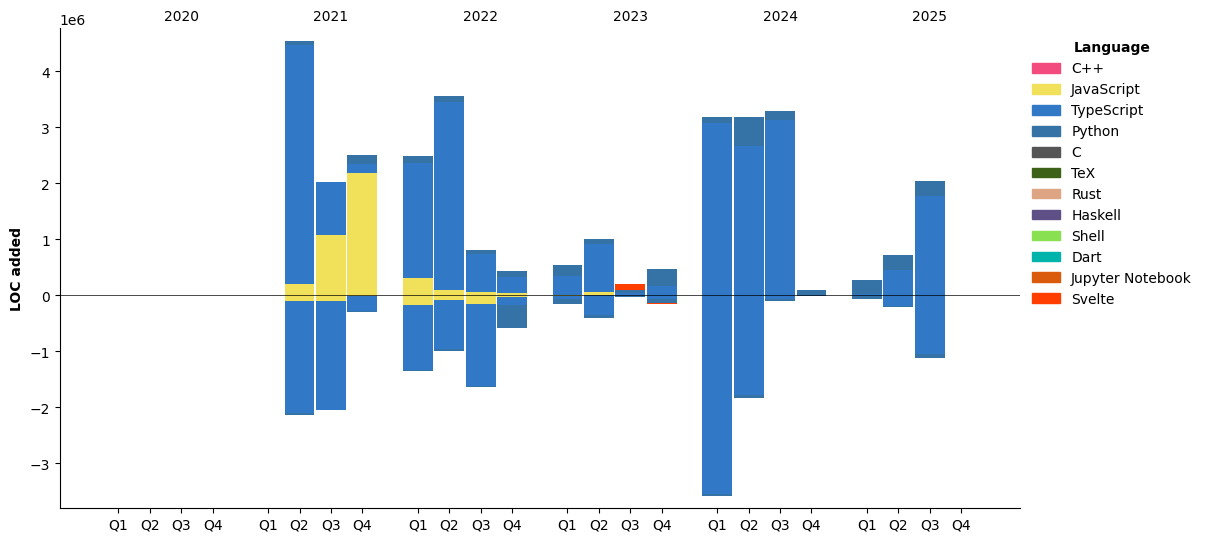 1e6
2020 2021 2022 2023 2024 2025
LOC added
4
3
2
1
0
−1
−2
−3
Q1 Q2 Q3 Q4 Q1 Q2 Q3 Q4 Q1 Q2 Q3 Q4 Q1 Q2 Q3 Q4 Q1 Q2 Q3 Q4 Q1 Q2 Q3 Q4
Language
C++
JavaScript
TypeScript
Python
C
TeX
Rust
Haskell
Shell
Dart
Jupyter Notebook
Svelte